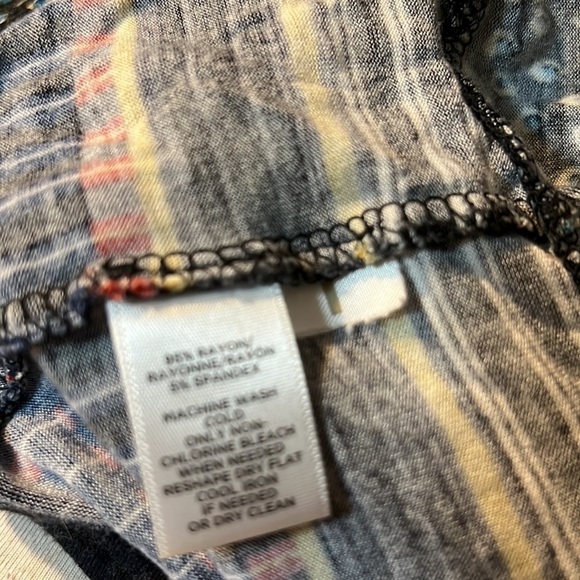 95% RAYON/
RAYONNE/RAYON
5% SPANDEX
MACHINE WASH
COLD
ONLY NON-
CHLORINE BLEACH
WHEN NEEDED
RESHAPE DRY FLAT
COOL IRON
IF NEEDED
OR DRY CLEAN